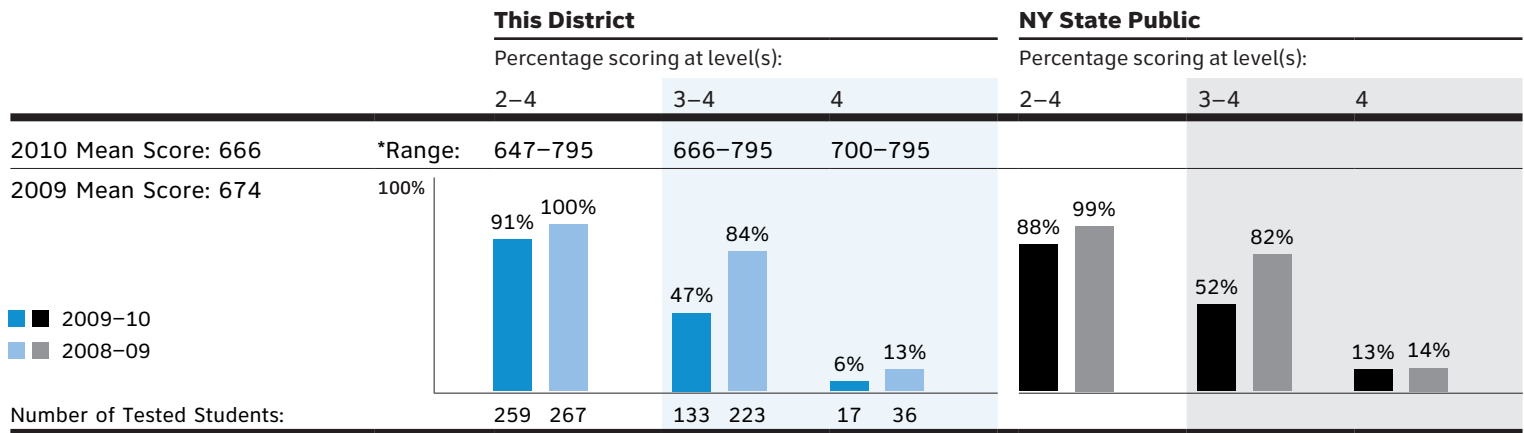 This District NY State Public
Percentage scoring at level(s): Percentage scoring at level(s):
2–4 3–4 4 2–4 3–4 4
2010 Mean Score: 666 *Range: 647–795 666–795 700–795
2009 Mean Score: 674 100%
91% 100% 84% 47% 6% 13% 88% 99% 82% 52% 13% 14%
2009–10
2008–09
Number of Tested Students: 259 267 133 223 17 36